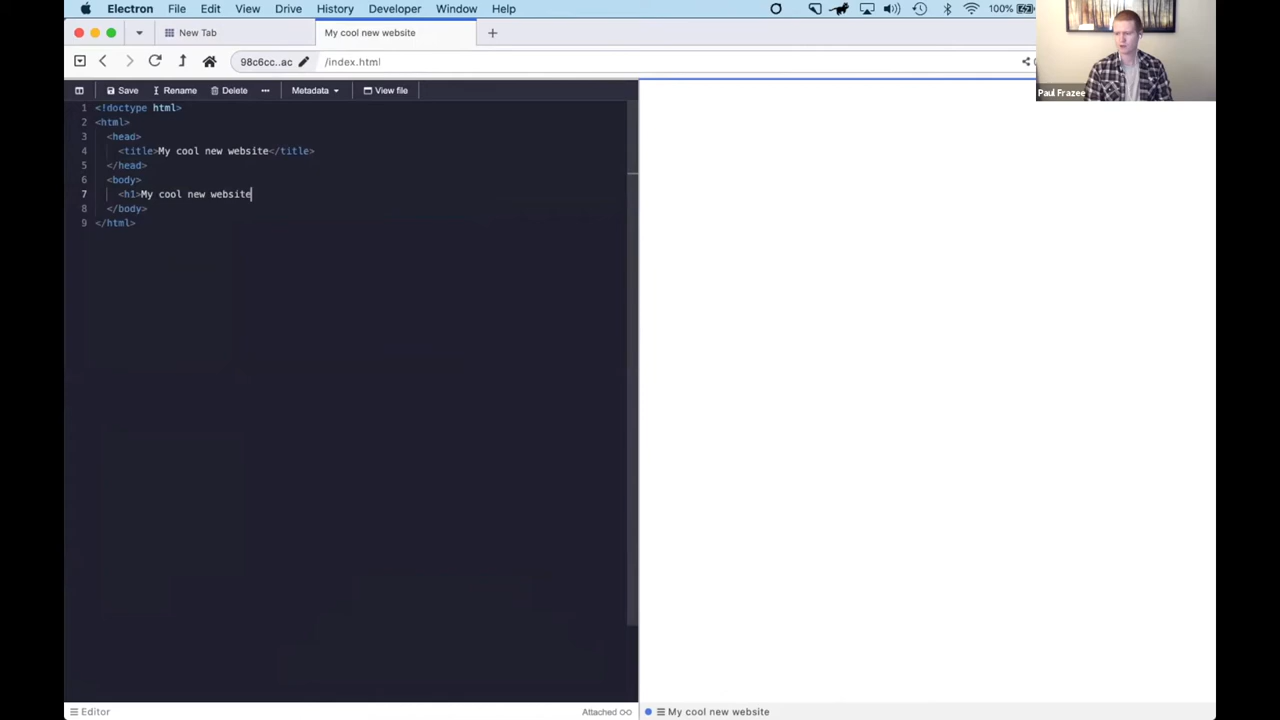 Electron File Edit View Drive History Developer Window Help 100%
New Tab My cool new website
98c6cc..ac /index.html
Save Rename Delete Metadata View file
Paul Frazee
1 <!doctype html>
2 <html>
3 <head>
4 <title>My cool new website</title>
5 </head>
6 <body>
7 <h1>My cool new website
8 </body>
9 </html>
Editor Attached My cool new website